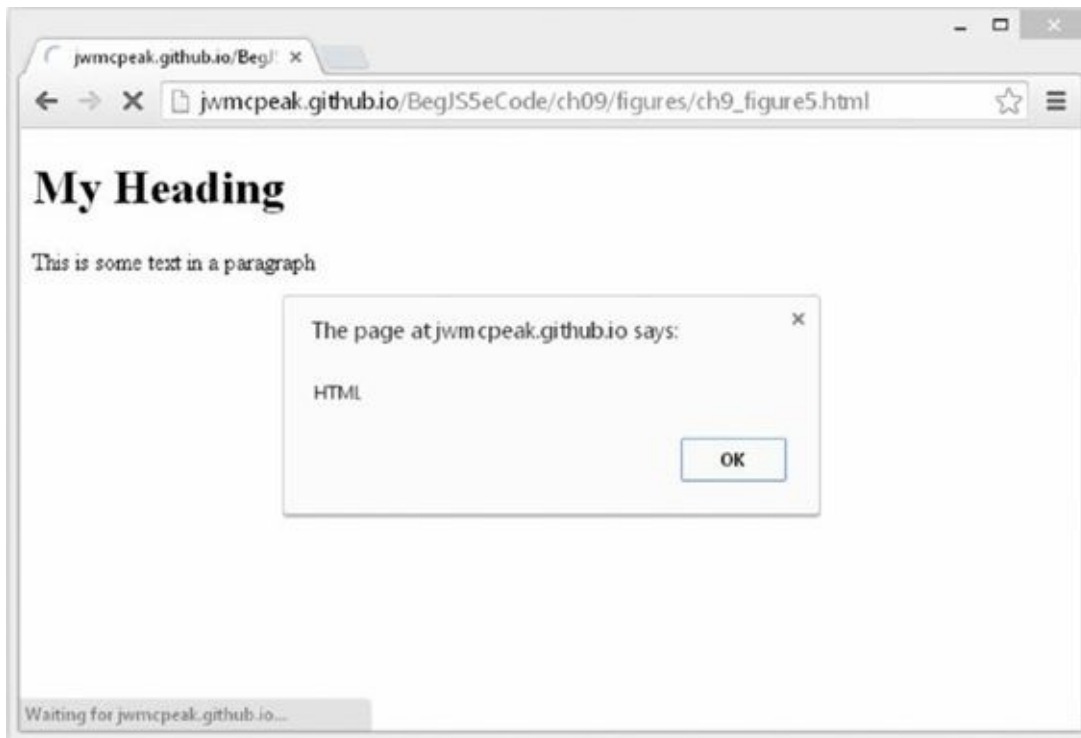 jwmcpeak.github.io/BegJS
jwmcpeak.github.io/BegJS5eCode/ch09/figures/ch9_figure5.html
My Heading
This is some text in a paragraph
The page at jwmcpeak.github.io says:
HTML
OK
Waiting for jwmcpeak.github.io...